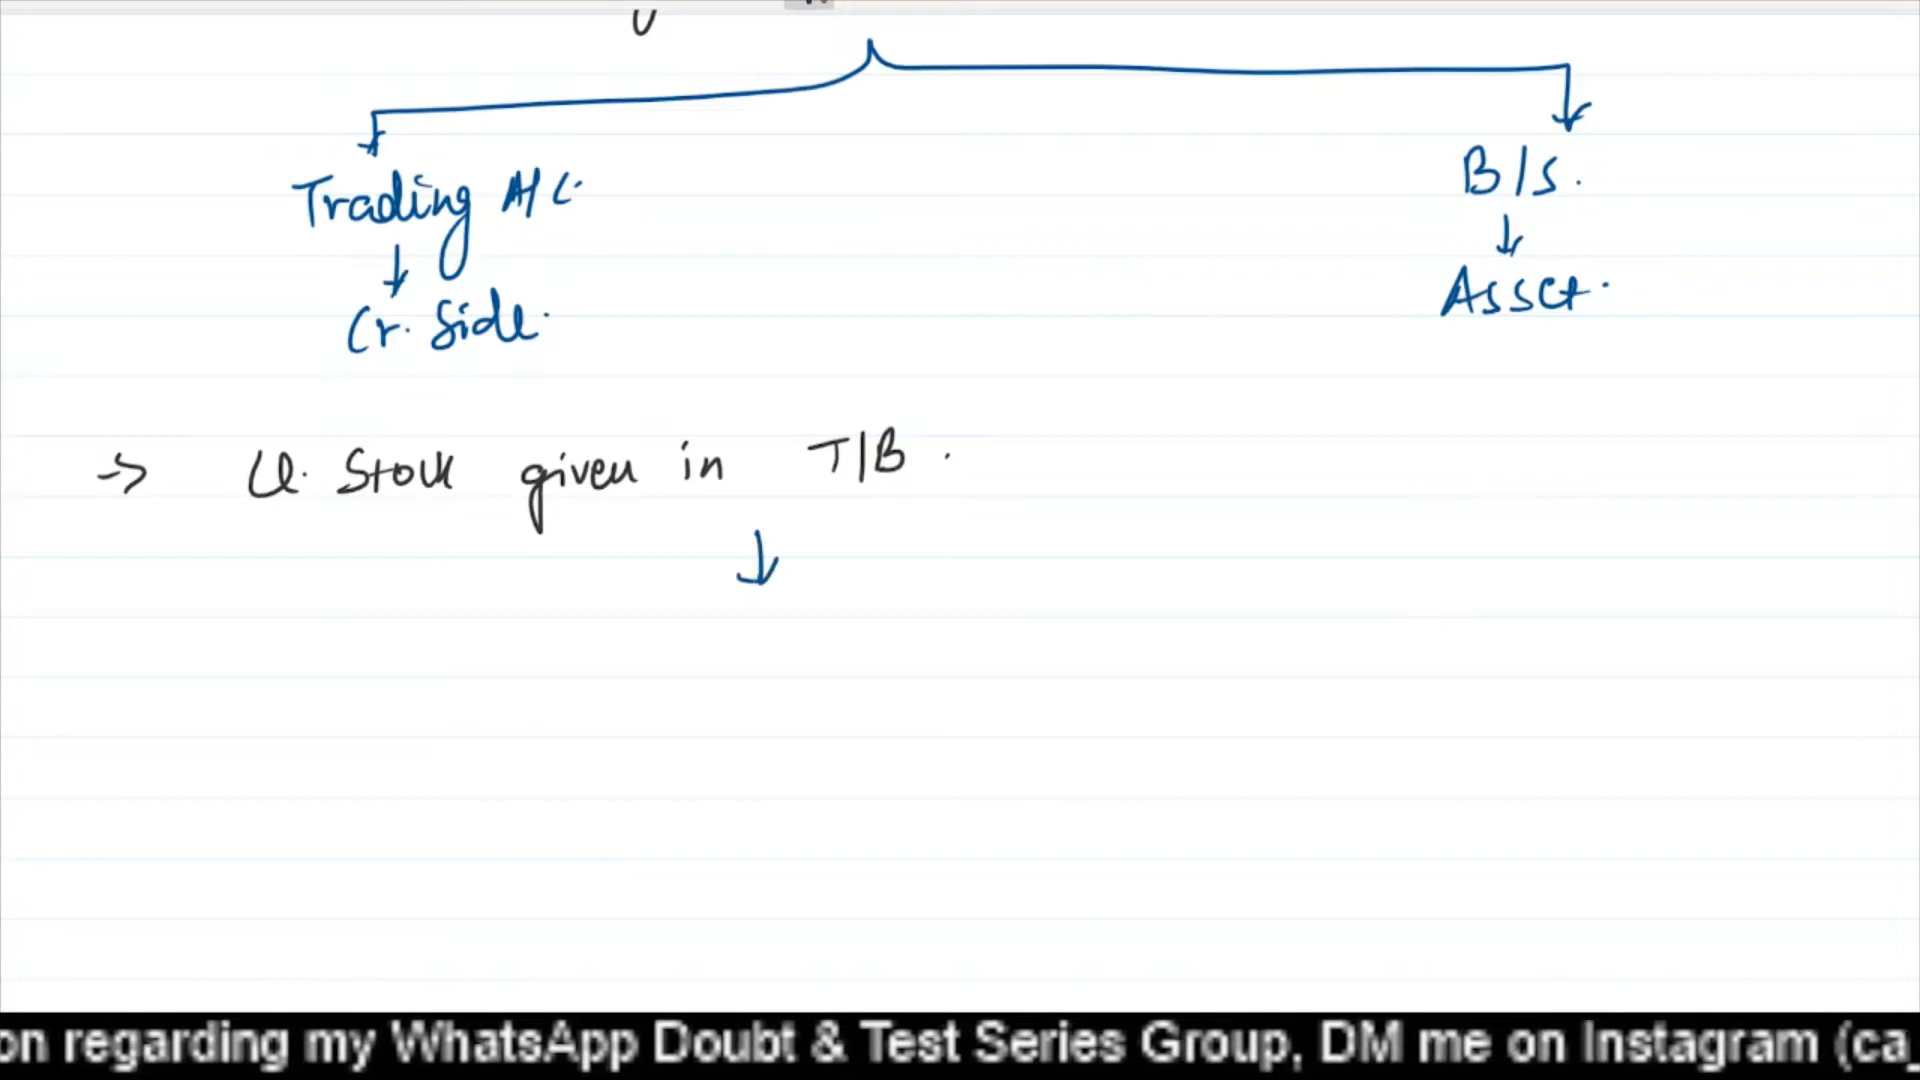 Trading A/C
B/S.
Cr. Side.
Asset.
→ Cl. Stock given in T/B.
on regarding my WhatsApp Doubt & Test Series Group, DM me on Instagram (ca_